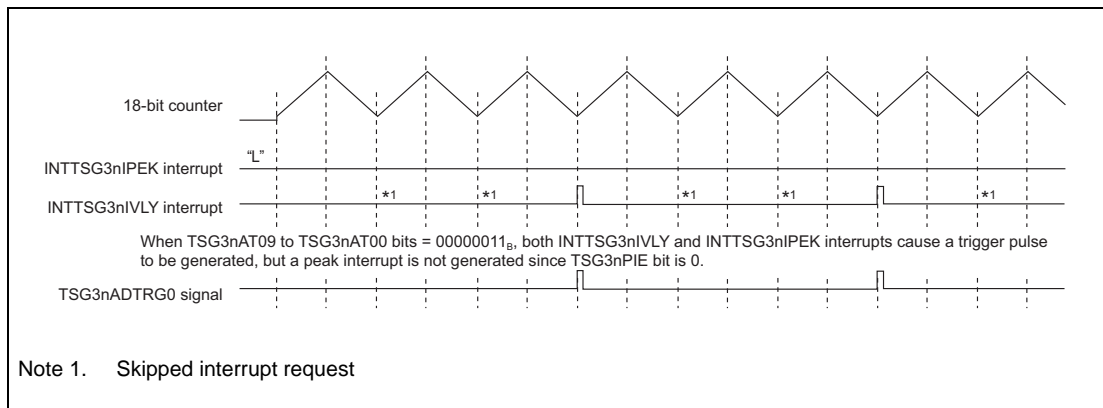 18-bit counter
"L"
INTTSG3nIPEK interrupt
*1 *1 *1 *1 *1
INTTSG3nIVLY interrupt
When TSG3nAT09 to TSG3nAT00 bits = 00000011B, both INTTSG3nIVLY and INTTSG3nIPEK interrupts cause a trigger pulse
to be generated, but a peak interrupt is not generated since TSG3nPIE bit is 0.
TSG3nADTRG0 signal
Note 1. Skipped interrupt request